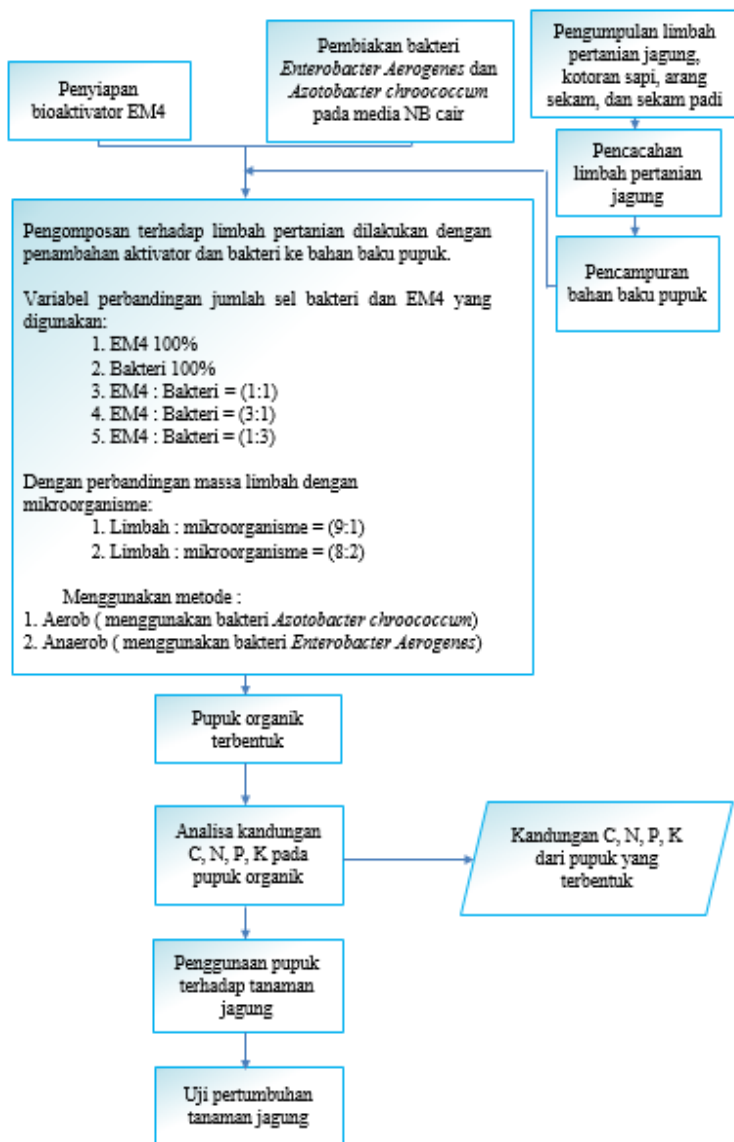 Penyiapan
bioaktivator EM4
Pembiakan bakteri
Enterobacter Aerogenes dan
Azotobacter chroococcum
pada media NB cair
Pengumpulan limbah
pertanian jagung,
kotoran sapi, arang
sekam, dan sekam padi
Pencacahan
limbah pertanian
jagung
Pencampuran
bahan baku pupuk
Pengomposan terhadap limbah pertanian dilakukan dengan
penambahan aktivator dan bakteri ke bahan baku pupuk.
Variabel perbandingan jumlah sel bakteri dan EM4 yang
digunakan:
1. EM4 100%
2. Bakteri 100%
3. EM4 : Bakteri = (1:1)
4. EM4 : Bakteri = (3:1)
5. EM4 : Bakteri = (1:3)
Dengan perbandingan massa limbah dengan
mikroorganisme:
1. Limbah : mikroorganisme = (9:1)
2. Limbah : mikroorganisme = (8:2)
Menggunakan metode :
1. Aerob ( menggunakan bakteri Azotobacter chroococcum)
2. Anaerob ( menggunakan bakteri Enterobacter Aerogenes)
Pupuk organik
terbentuk
Analisa kandungan
C, N, P, K pada
pupuk organik
Kandungan C, N, P, K
dari pupuk yang
terbentuk
Penggunaan pupuk
terhadap tanaman
jagung
Uji pertumbuhan
tanaman jagung